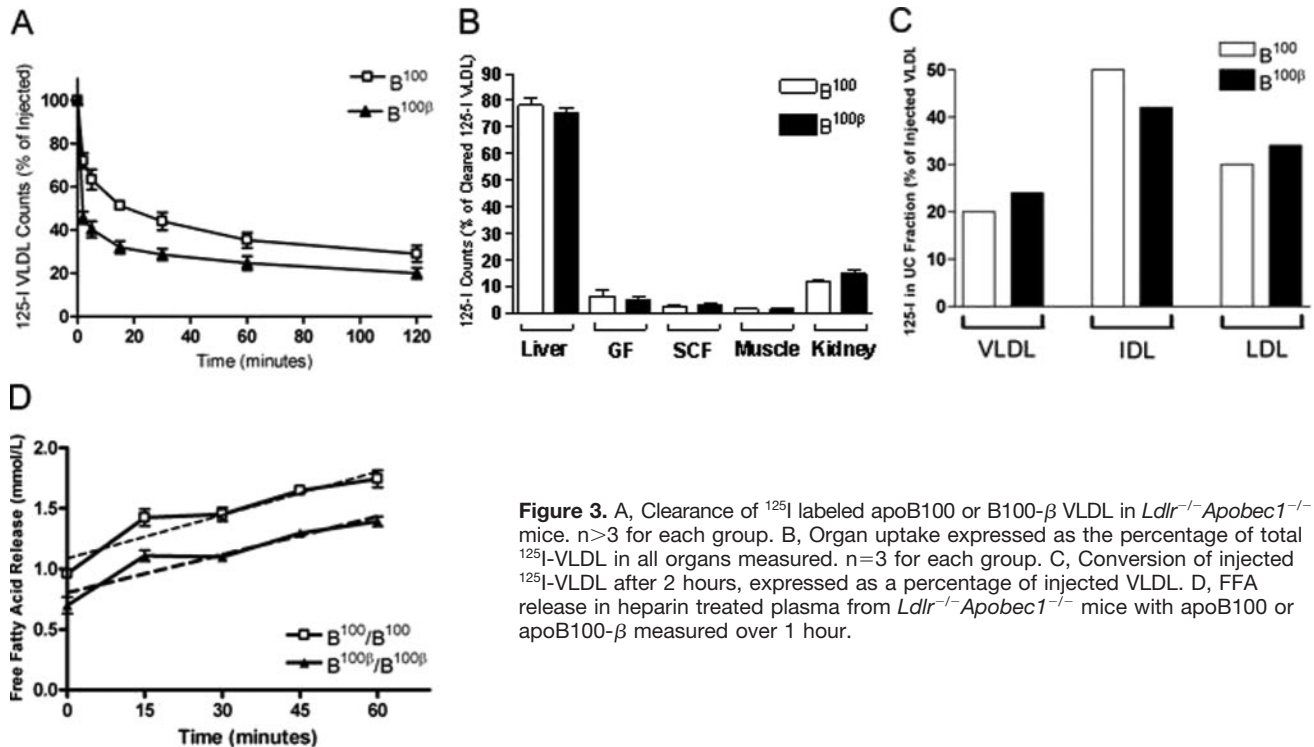 A
125-I VLDL Counts (% of Injected)
100
80
60
40
20
0
0 20 40 60 80 100 120
Time (minutes)
B¹⁰⁰
B¹⁰⁰ᵝ
B
125-I Counts (% of Cleared 125-I VLDL)
90
80
70
60
50
40
30
20
10
0
Liver GF SCF Muscle Kidney
B¹⁰⁰
B¹⁰⁰ᵝ
C
125-I in UC Fraction (% of Injected VLDL
50
40
30
20
10
0
VLDL IDL LDL
B¹⁰⁰
B¹⁰⁰ᵝ
D
Free Fatty Acid Release (mmol/L)
2.0
1.5
1.0
0.5
0.0
0 15 30 45 60
Time (minutes)
B¹⁰⁰/B¹⁰⁰
B¹⁰⁰ᵝ/B¹⁰⁰ᵝ
Figure 3. A, Clearance of ¹²⁵I labeled apoB100 or B100-β VLDL in Ldlr⁻/⁻Apobec1⁻/⁻
mice. n>3 for each group. B, Organ uptake expressed as the percentage of total
¹²⁵I-VLDL in all organs measured. n=3 for each group. C, Conversion of injected
¹²⁵I-VLDL after 2 hours, expressed as a percentage of injected VLDL. D, FFA
release in heparin treated plasma from Ldlr⁻/⁻Apobec1⁻/⁻ mice with apoB100 or
apoB100-β measured over 1 hour.